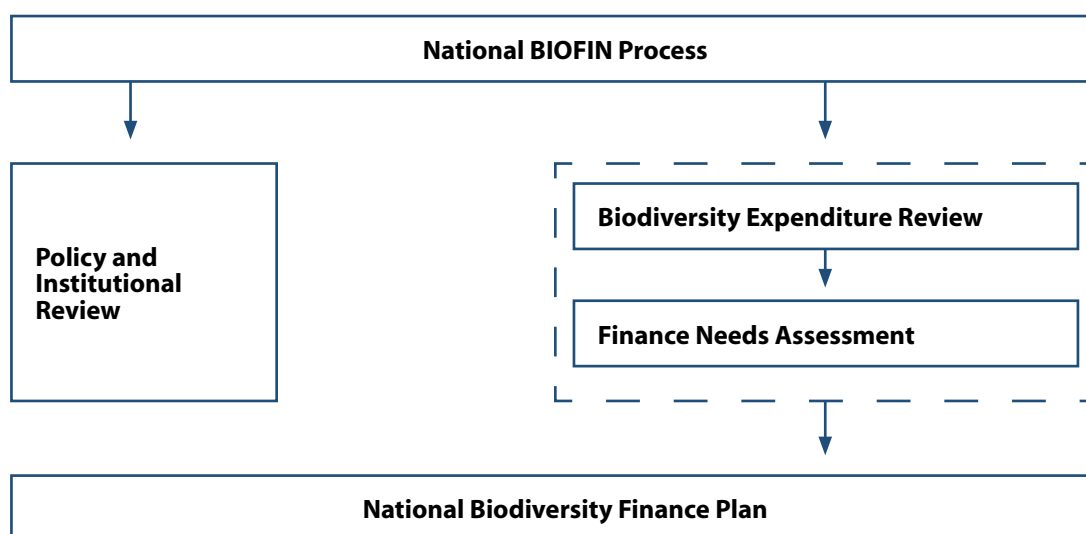 National BIOFIN Process
Policy and
Institutional
Review
Biodiversity Expenditure Review
Finance Needs Assessment
National Biodiversity Finance Plan